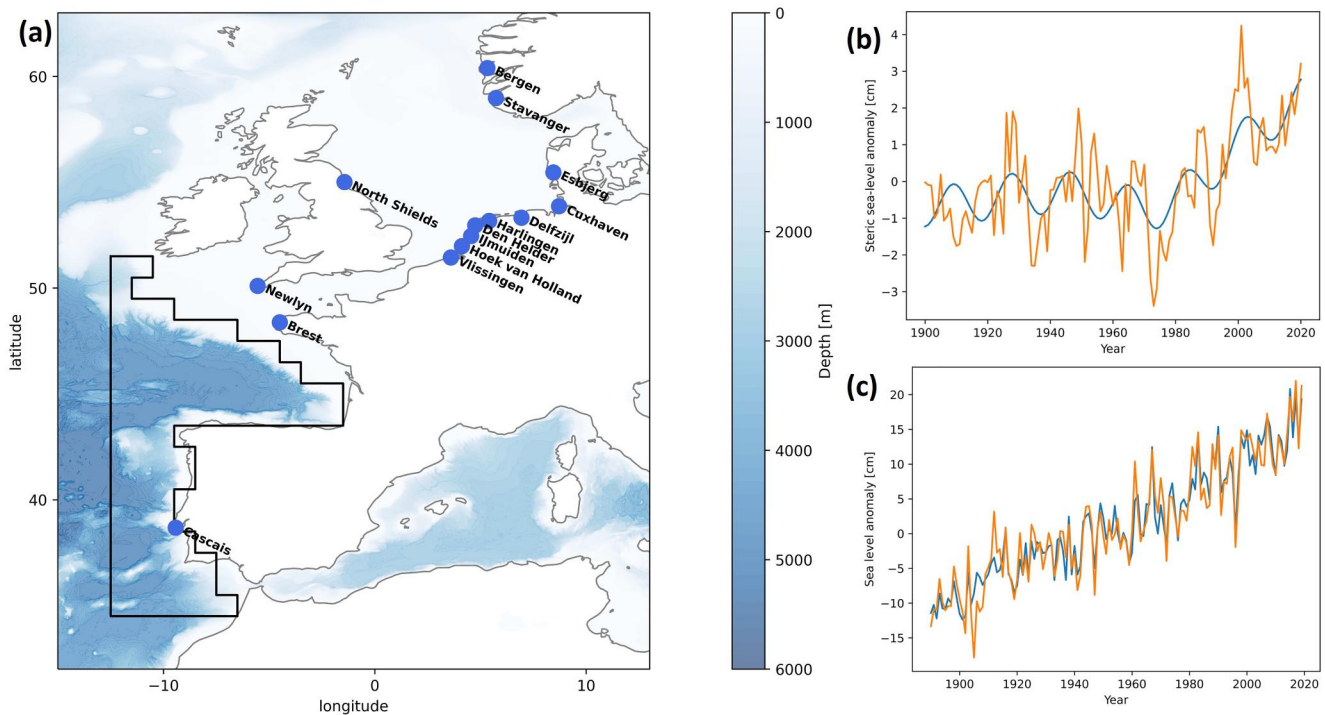 (a)
60
50
40
latitude
−10
0
10
longitude
Bergen
Stavanger
Esbjerg
North Shields
Cuxhaven
Delfzijl
Harlingen
Den Helder
IJmuiden
Hoek van Holland
Vlissingen
Newlyn
Brest
Cascais
0
1000
2000
3000
4000
5000
6000
Depth [m]
(b)
4
3
2
1
0
−1
−2
−3
Steric sea-level anomaly [cm]
1900
1920
1940
1960
1980
2000
2020
Year
(c)
20
15
10
5
0
−5
−10
−15
Sea level anomaly [cm]
1900
1920
1940
1960
1980
2000
2020
Year